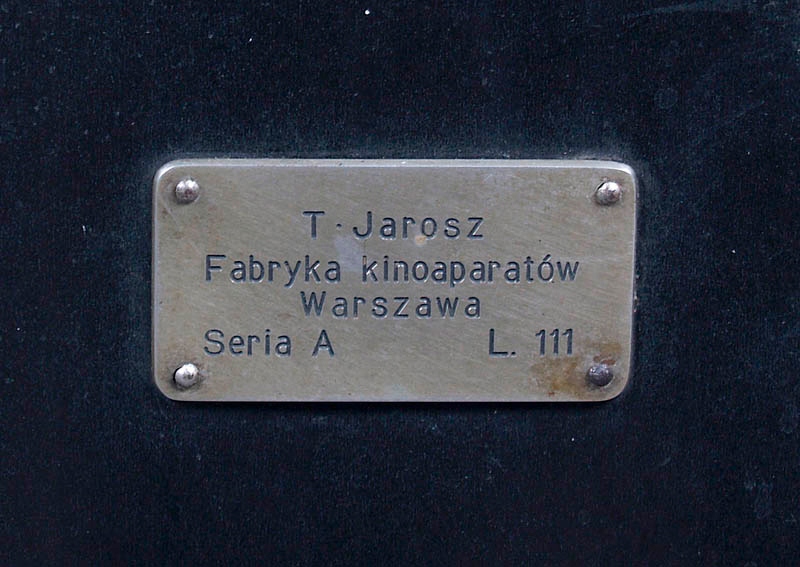 T. Jarosz
Fabryka kinoaparatów
Warszawa
Seria A L. 111